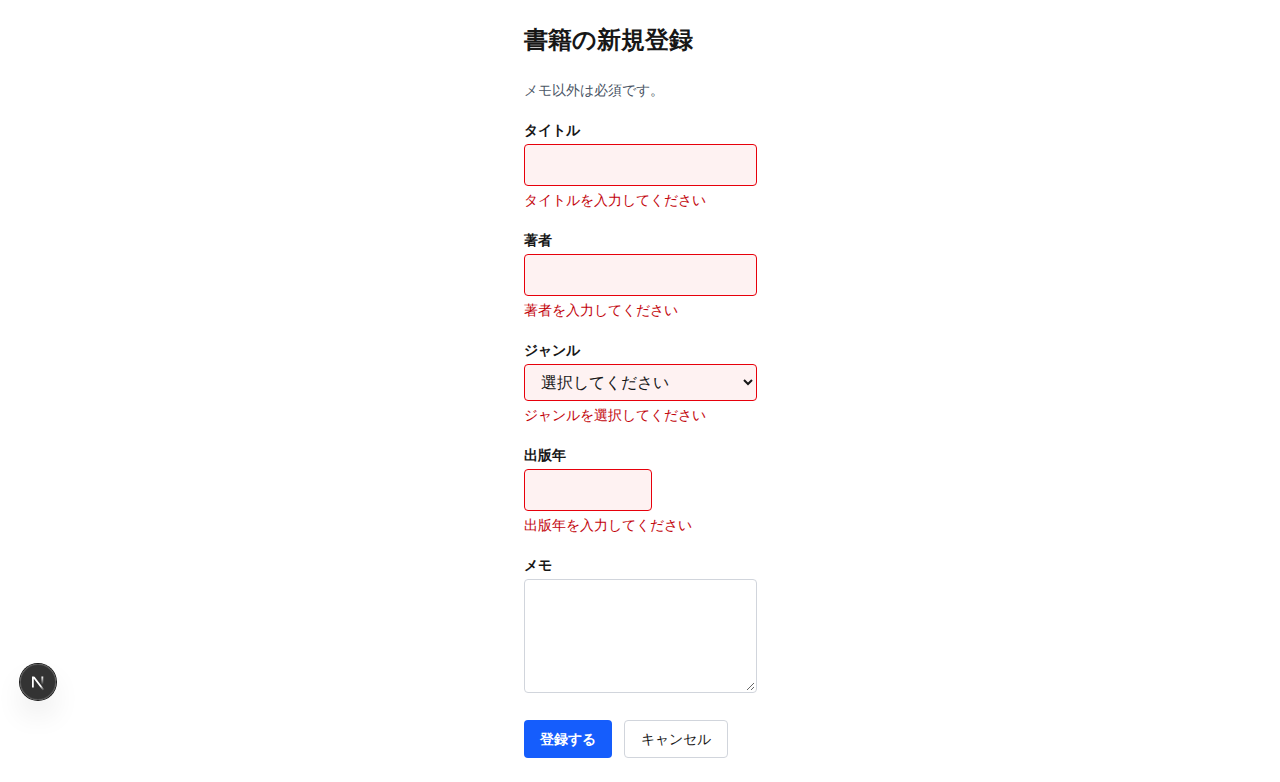 書籍の新規登録
メモ以外は必須です。
タイトル
タイトルを入力してください
著者
著者を入力してください
ジャンル
選択してください
ジャンルを選択してください
出版年
出版年を入力してください
メモ
N
登録する
キャンセル